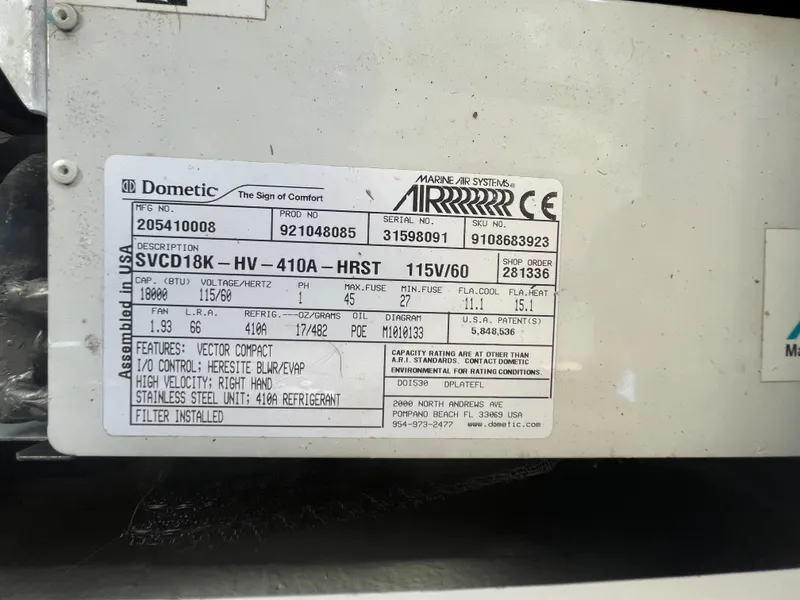 Dometic The Sign of Comfort
MARINE AIR SYSTEMS®
AIRRRRRRR CE
MFG NO. PROD NO SERIAL NO. SKU NO.
205410008 921048085 31598091 9108683923
DESCRIPTION
SVCD18K-HV-410A-HRST 115V/60
SHOP ORDER
281336
CAP. (BTU) VOLTAGE/HERTZ PH MAX.FUSE MIN.FUSE FLA.COOL FLA.HEAT
18000 115/60 1 45 27 11.1 15.1
FAN L.R.A. REFRIG.---OZ/GRAMS OIL DIAGRAM U.S.A. PATENT(S)
1.93 66 410A 17/482 POE M1010133 5,848,536
Assembled in USA
FEATURES: VECTOR COMPACT
I/O CONTROL; HERESITE BLWR/EVAP
HIGH VELOCITY; RIGHT HAND
STAINLESS STEEL UNIT; 410A REFRIGERANT
FILTER INSTALLED
CAPACITY RATING ARE AT OTHER THAN
A.R.I. STANDARDS. CONTACT DOMETIC
ENVIRONMENTAL FOR RATING CONDITIONS.
DOI530 DPLATEFL
2000 NORTH ANDREWS AVE
POMPANO BEACH FL 33069 USA
954-973-2477 www.dometic.com